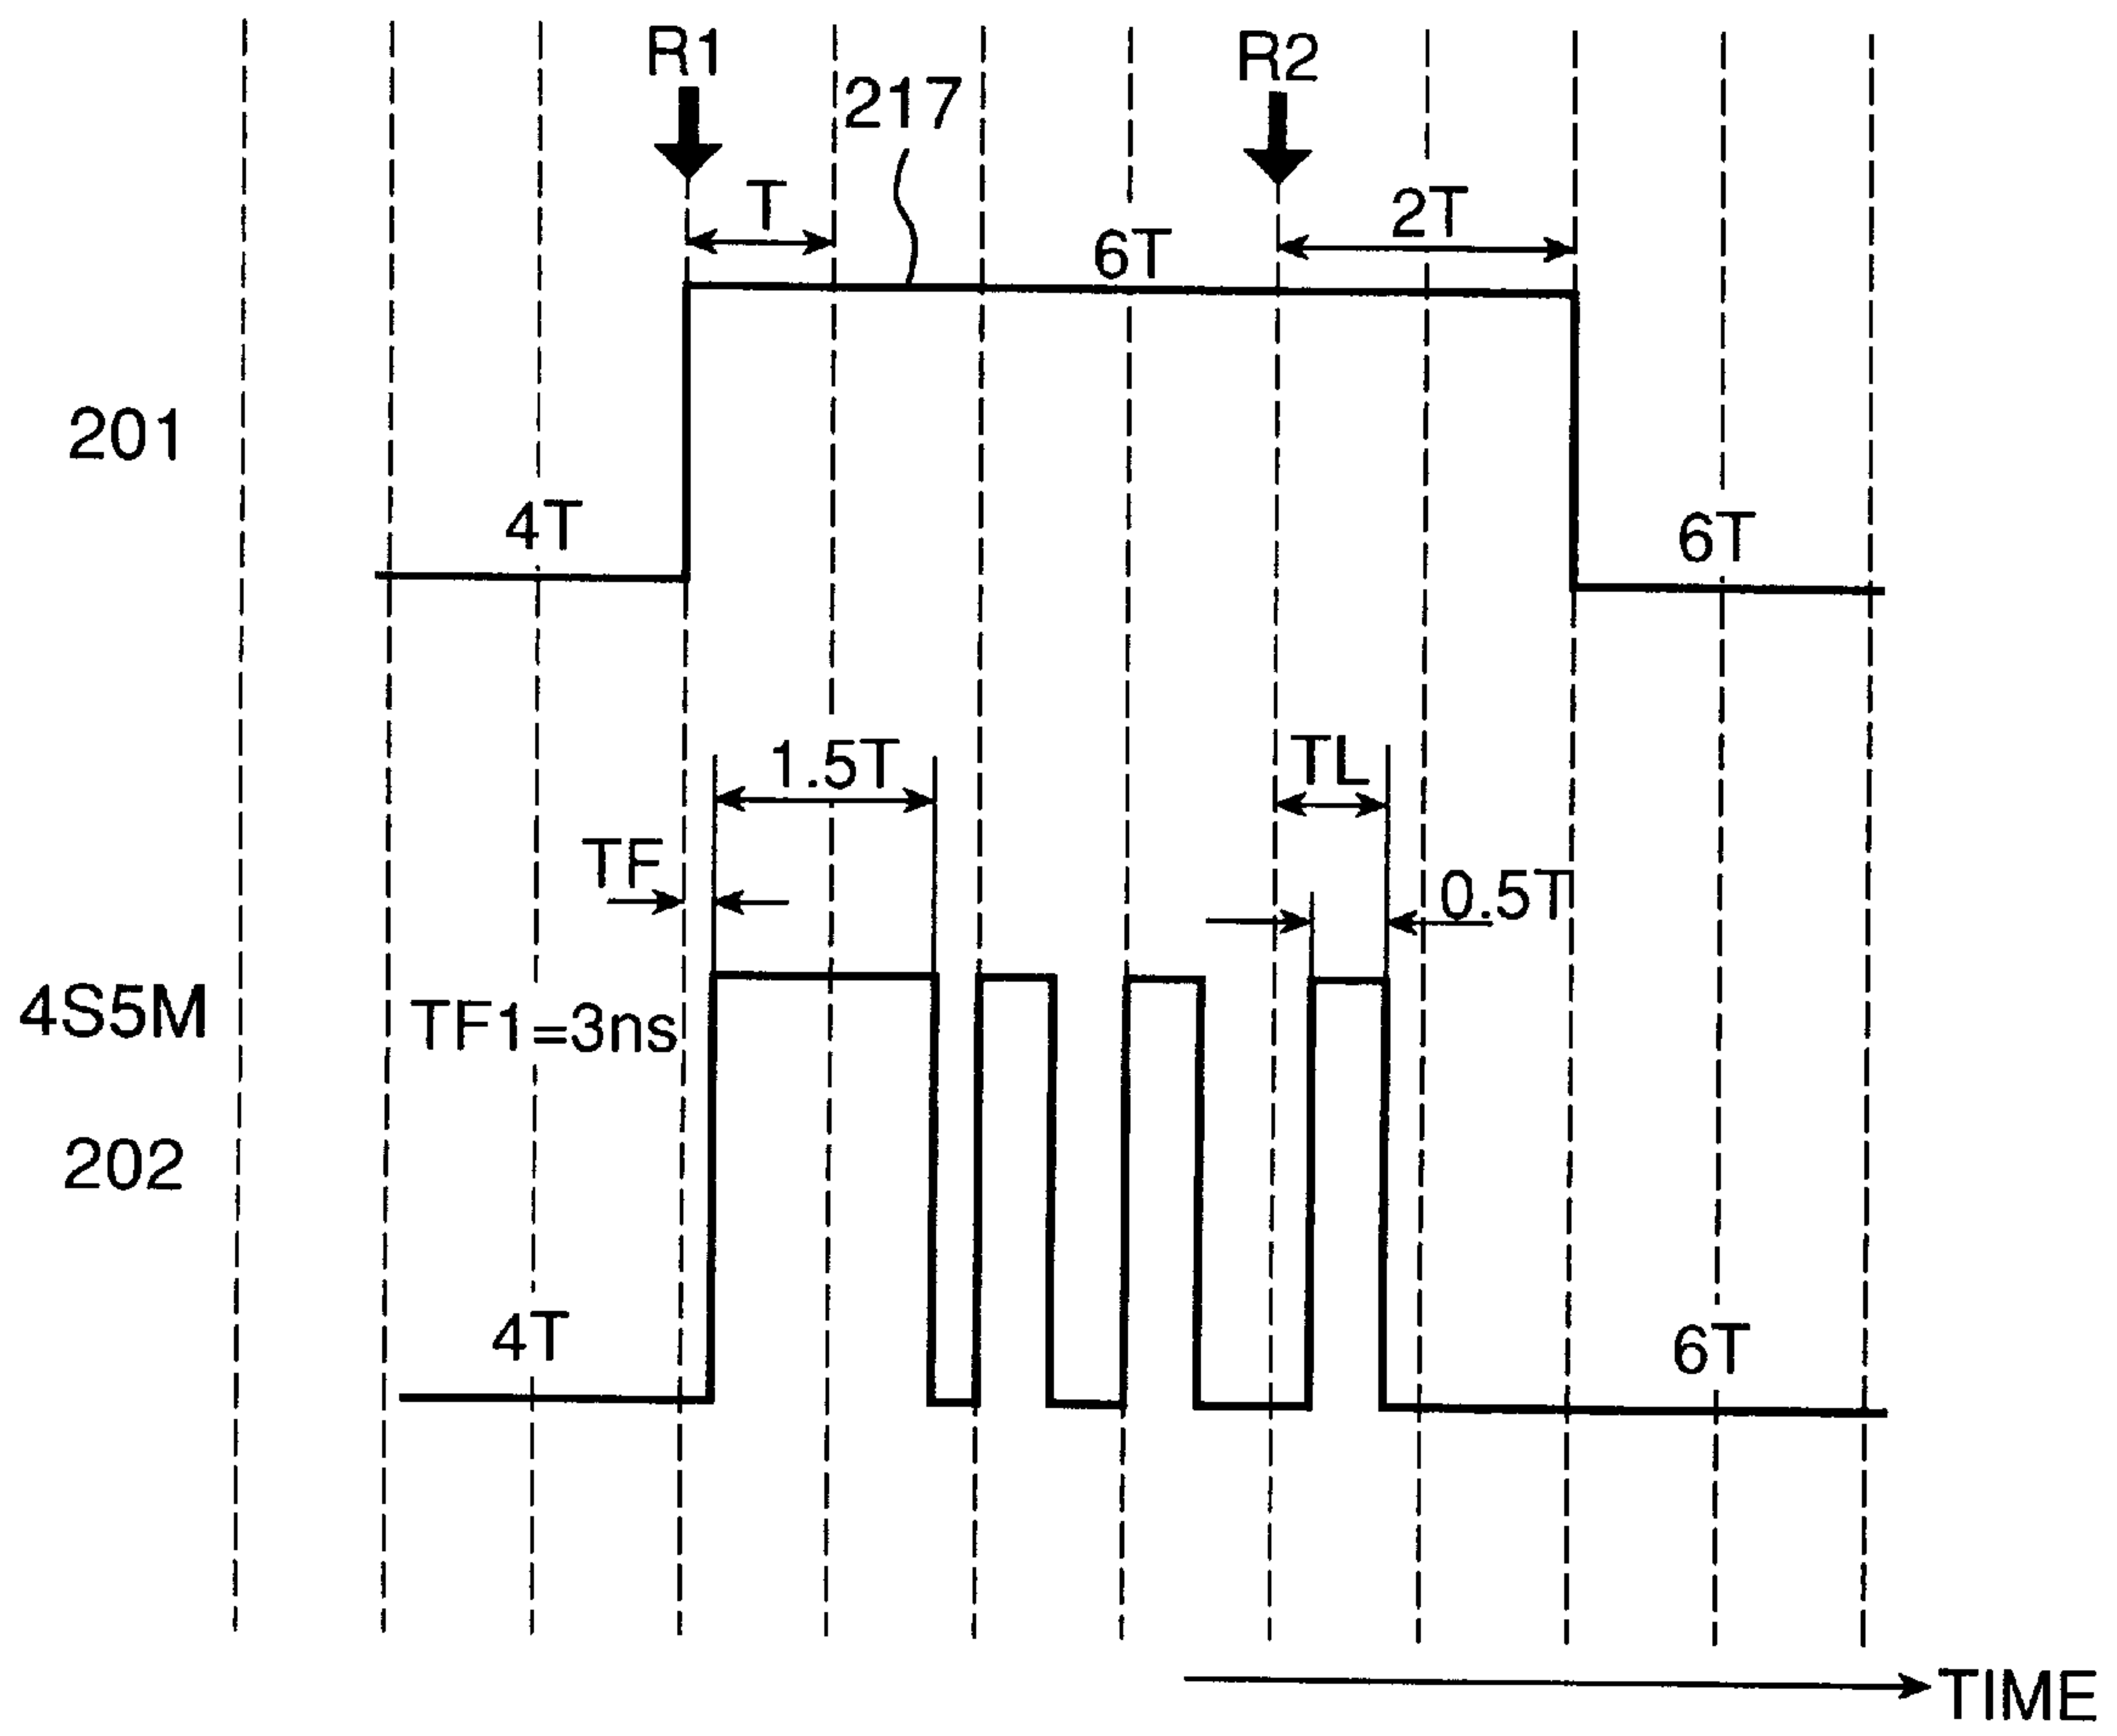 R1
R2
217
T
2T
6T
201
4T
6T
1.5T
TL
TF
0.5T
4S5M
TF1=3ns
202
4T
6T
TIME